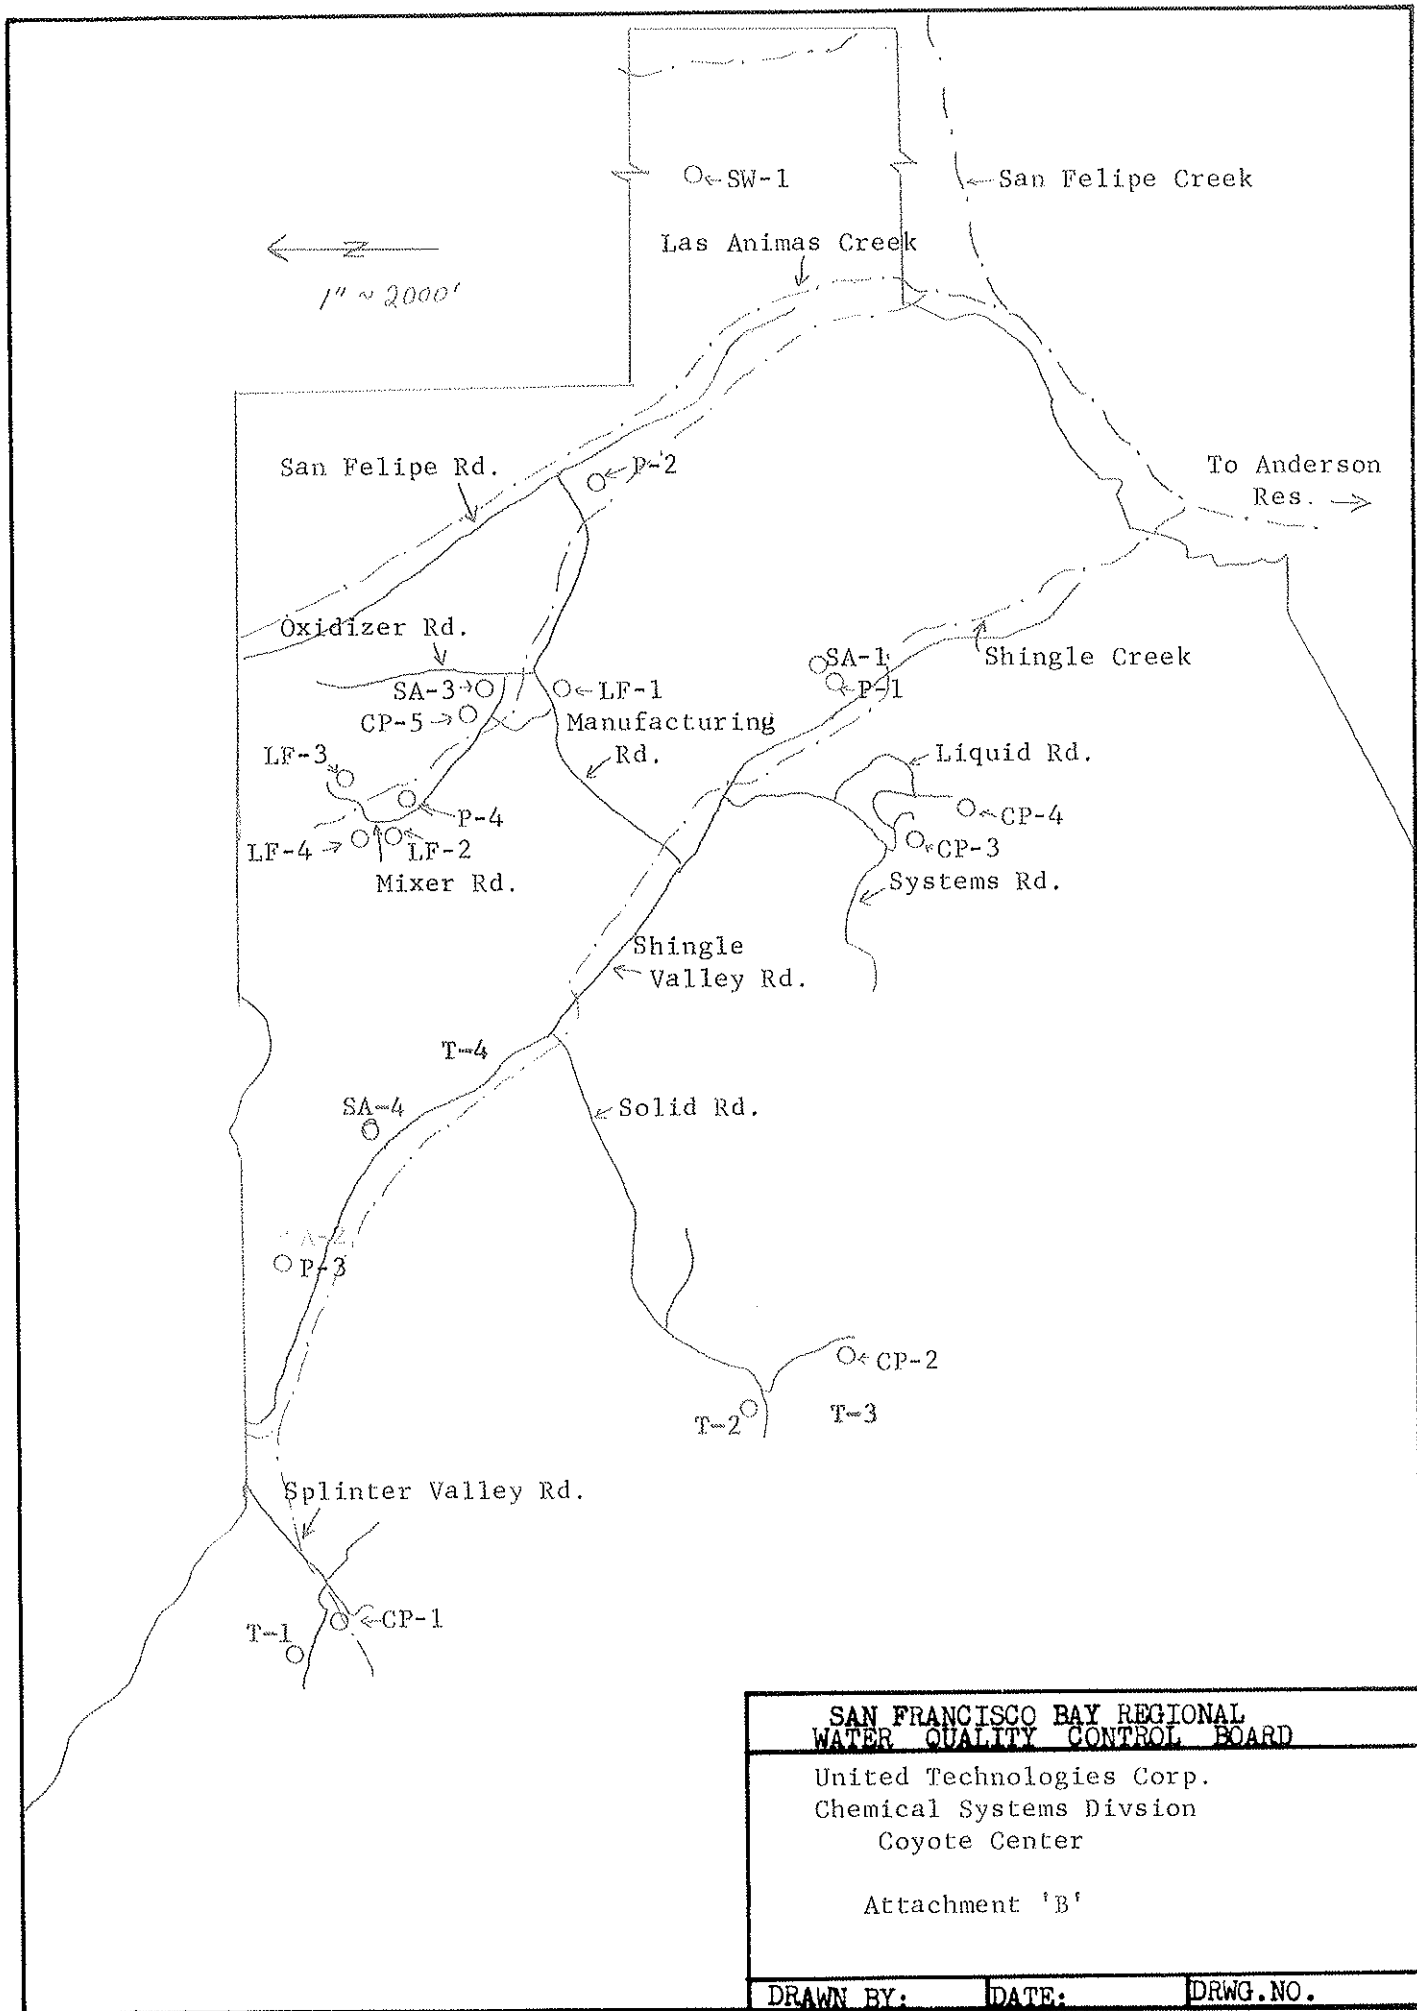 SW-1
San Felipe Creek
Las Animas Creek
N
1" ~ 2000'
San Felipe Rd.
P-2
To Anderson
Res.
Oxidizer Rd.
SA-3
LF-1
CP-5
Manufacturing
Rd.
SA-1
P-1
Shingle Creek
LF-3
P-4
LF-4
LF-2
Mixer Rd.
Liquid Rd.
CP-4
CP-3
Systems Rd.
Shingle
Valley Rd.
T-4
SA-4
Solid Rd.
P-3
CP-2
T-2
T-3
Splinter Valley Rd.
CP-1
T-1
SAN FRANCISCO BAY REGIONAL
WATER QUALITY CONTROL BOARD
United Technologies Corp.
Chemical Systems Divsion
Coyote Center
Attachment 'B'
DRAWN BY: DATE: DRWG.NO.